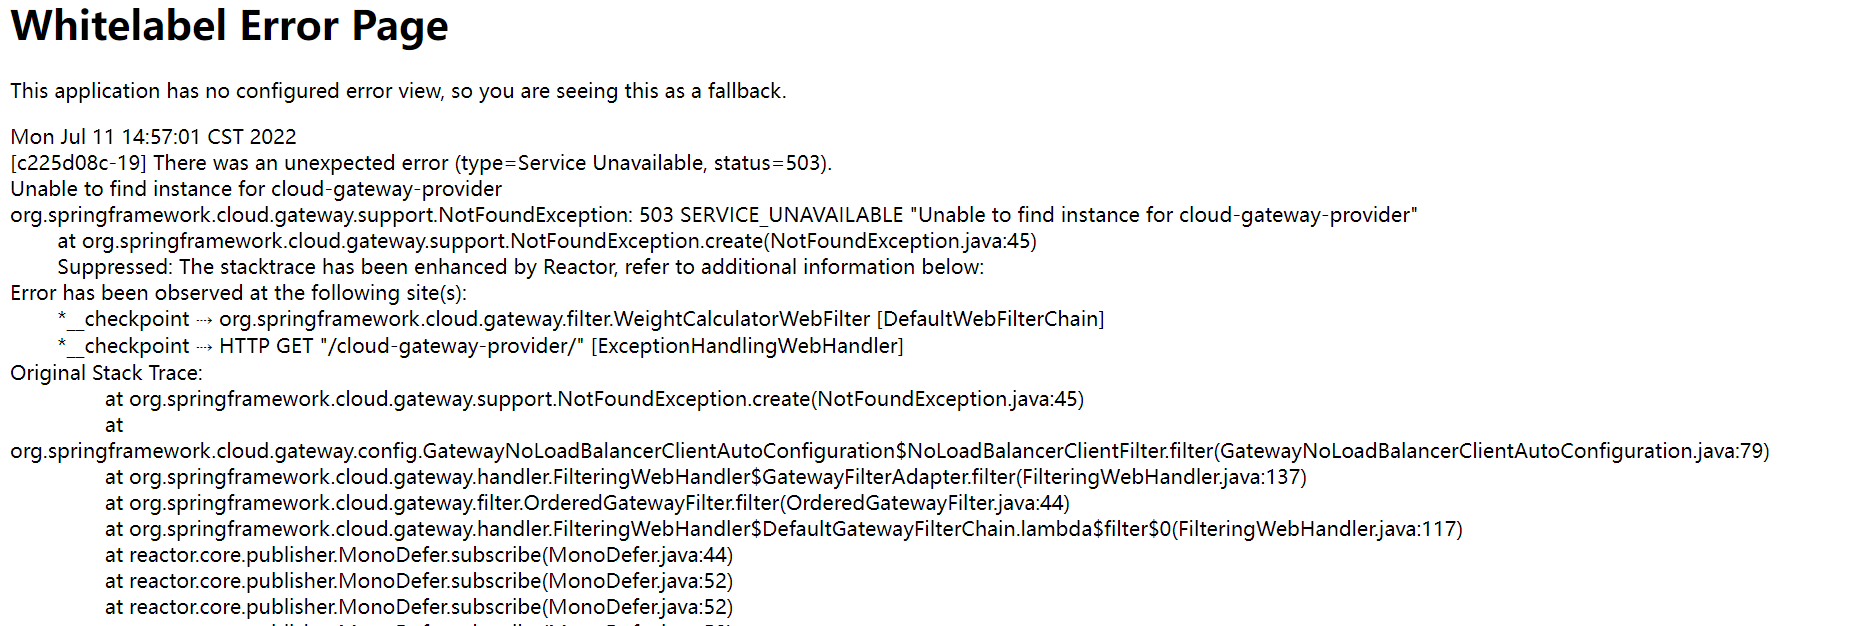 Whitelabel Error Page
This application has no configured error view, so you are seeing this as a fallback.
Mon Jul 11 14:57:01 CST 2022
[c225d08c-19] There was an unexpected error (type=Service Unavailable, status=503).
Unable to find instance for cloud-gateway-provider
org.springframework.cloud.gateway.support.NotFoundException: 503 SERVICE_UNAVAILABLE "Unable to find instance for cloud-gateway-provider"
at org.springframework.cloud.gateway.support.NotFoundException.create(NotFoundException.java:45)
Suppressed: The stacktrace has been enhanced by Reactor, refer to additional information below:
Error has been observed at the following site(s):
*__checkpoint ⇢ org.springframework.cloud.gateway.filter.WeightCalculatorWebFilter [DefaultWebFilterChain]
*__checkpoint ⇢ HTTP GET "/cloud-gateway-provider/" [ExceptionHandlingWebHandler]
Original Stack Trace:
at org.springframework.cloud.gateway.support.NotFoundException.create(NotFoundException.java:45)
at
org.springframework.cloud.gateway.config.GatewayNoLoadBalancerClientAutoConfiguration$NoLoadBalancerClientFilter.filter(GatewayNoLoadBalancerClientAutoConfiguration.java:79)
at org.springframework.cloud.gateway.handler.FilteringWebHandler$GatewayFilterAdapter.filter(FilteringWebHandler.java:137)
at org.springframework.cloud.gateway.filter.OrderedGatewayFilter.filter(OrderedGatewayFilter.java:44)
at org.springframework.cloud.gateway.handler.FilteringWebHandler$DefaultGatewayFilterChain.lambda$filter$0(FilteringWebHandler.java:117)
at reactor.core.publisher.MonoDefer.subscribe(MonoDefer.java:44)
at reactor.core.publisher.MonoDefer.subscribe(MonoDefer.java:52)
at reactor.core.publisher.MonoDefer.subscribe(MonoDefer.java:52)